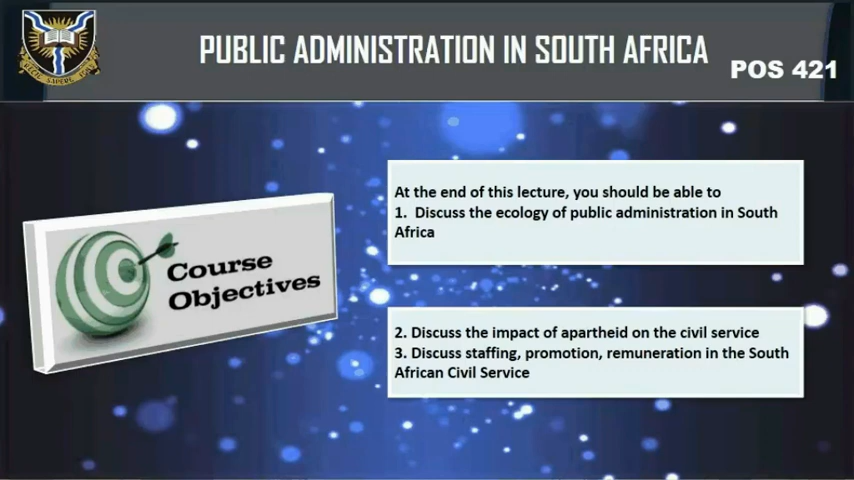 PUBLIC ADMINISTRATION IN SOUTH AFRICA
POS 421
At the end of this lecture, you should be able to
1. Discuss the ecology of public administration in South
Africa
Course
Objectives
2. Discuss the impact of apartheid on the civil service
3. Discuss staffing, promotion, remuneration in the South
African Civil Service